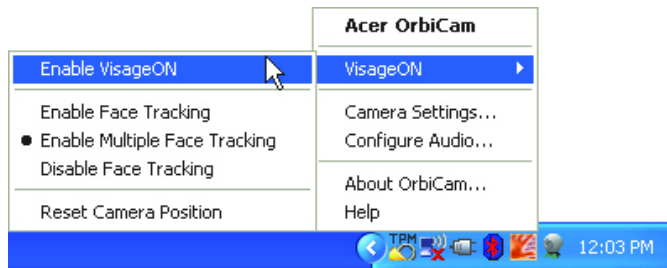 Acer OrbiCam
VisageON
Camera Settings...
Configure Audio...
About OrbiCam...
Help
Enable VisageON
Enable Face Tracking
Enable Multiple Face Tracking
Disable Face Tracking
Reset Camera Position
TPM
12:03 PM